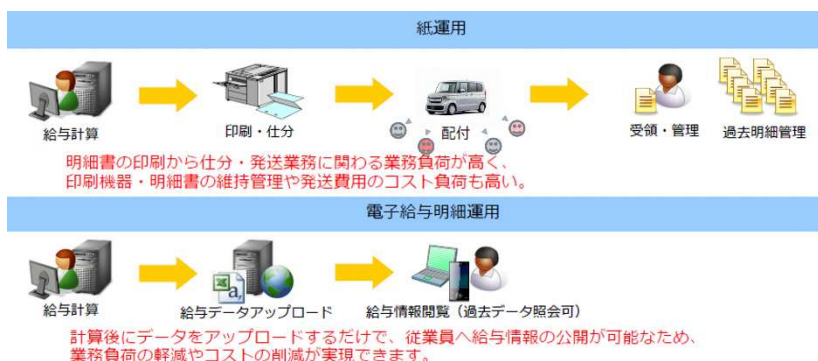 紙運用
給与計算
印刷・仕分
配付
受領・管理
過去明細管理
明細書の印刷から仕分・発送業務に関わる業務負荷が高く、
印刷機器・明細書の維持管理や発送費用のコスト負荷も高い。
電子給与明細運用
a,
給与計算
給与データアップロード
給与情報閲覧（過去データ照会可）
計算後にデータをアップロードするだけで、従業員へ給与情報の公開が可能なため、
業務負荷の軽減やコストの削減が実現できます。